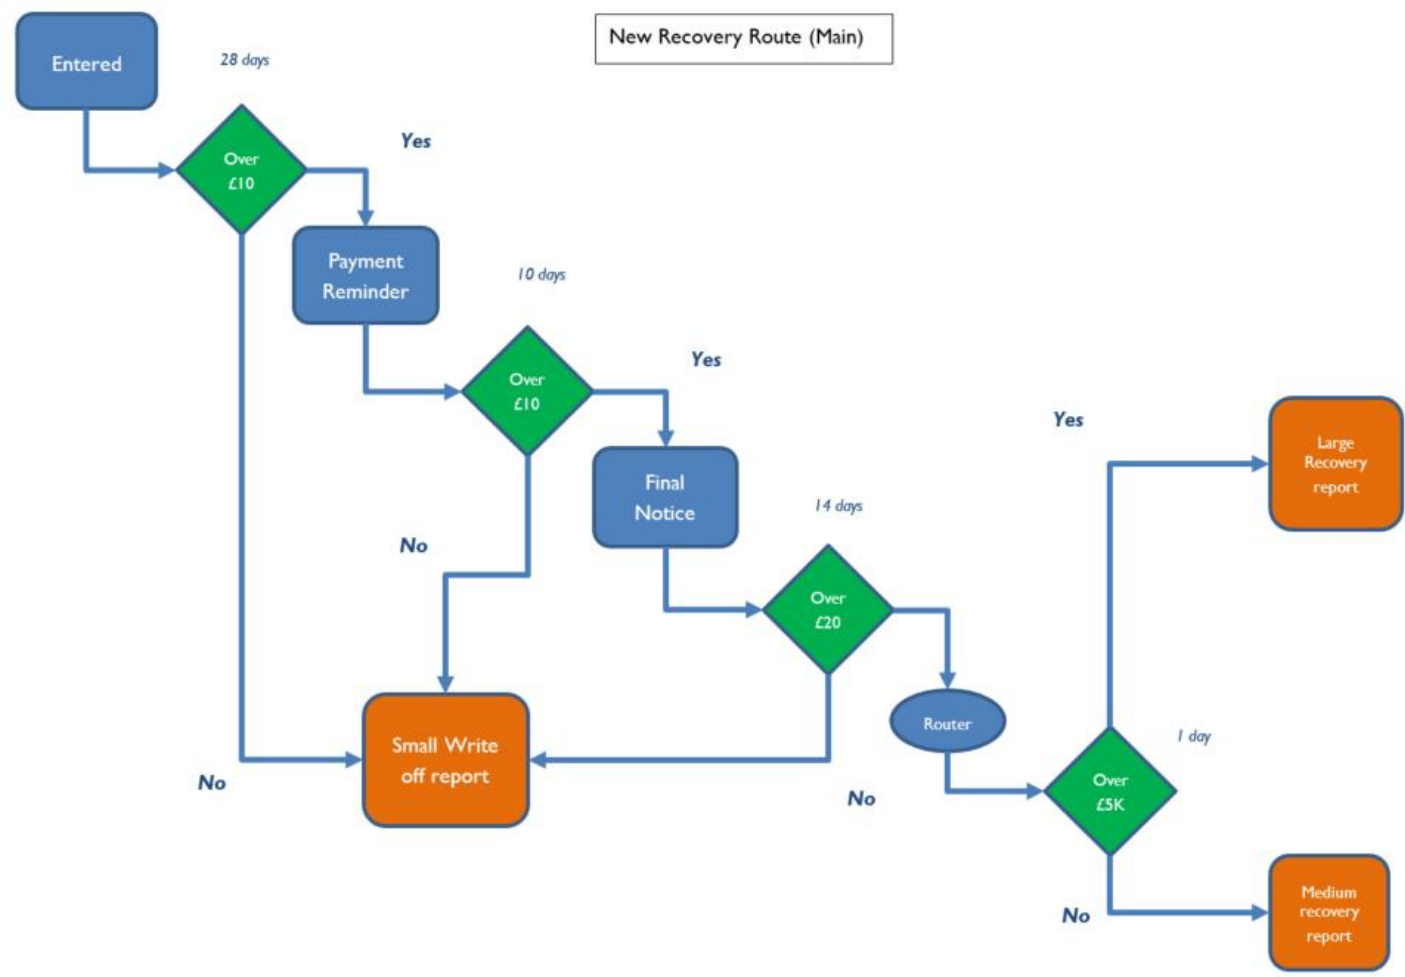 New Recovery Route (Main)
Entered
28 days
Over
£10
Yes
Payment
Reminder
10 days
Over
£10
Yes
No
Final
Notice
14 days
Over
£20
No
Small Write
off report
No
Router
1 day
Over
£5K
Yes
Large
Recovery
report
No
Medium
recovery
report